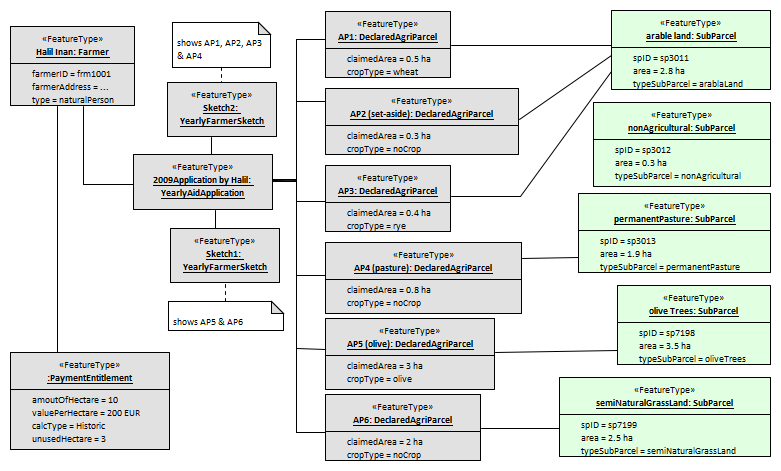 «FeatureType»
Halil Inan: Farmer
farmerID = frm1001
farmerAddress = ...
type = naturalPerson
shows AP1, AP2, AP3
& AP4
«FeatureType»
Sketch2:
YearlyFarmerSketch
«FeatureType»
2009Application by Halil:
YearlyAidApplication
«FeatureType»
Sketch1:
YearlyFarmerSketch
shows AP5 & AP6
«FeatureType»
:PaymentEntitlement
amoutOfHectare = 10
valuePerHectare = 200 EUR
calcType = Historic
unusedHectare = 3
«FeatureType»
AP1: DeclaredAgriParcel
claimedArea = 0.5 ha
cropType = wheat
«FeatureType»
AP2 (set-aside): DeclaredAgriParcel
claimedArea = 0.3 ha
cropType = noCrop
«FeatureType»
AP3: DeclaredAgriParcel
claimedArea = 0.4 ha
cropType = rye
«FeatureType»
AP4 (pasture): DeclaredAgriParcel
claimedArea = 0.8 ha
cropType = noCrop
«FeatureType»
AP5 (olive): DeclaredAgriParcel
claimedArea = 3 ha
cropType = olive
«FeatureType»
AP6: DeclaredAgriParcel
claimedArea = 2 ha
cropType = noCrop
«FeatureType»
arable land: SubParcel
spID = sp3011
area = 2.8 ha
typeSubParcel = arablaLand
«FeatureType»
nonAgricultural: SubParcel
spID = sp3012
area = 0.3 ha
typeSubParcel = nonAgricultural
«FeatureType»
permanentPasture: SubParcel
spID = sp3013
area = 1.9 ha
typeSubParcel = permanentPasture
«FeatureType»
olive Trees: SubParcel
spID = sp7198
area = 3.5 ha
typeSubParcel = oliveTrees
«FeatureType»
semiNaturalGrassLand: SubParcel
spID = sp7199
area = 2.5 ha
typeSubParcel = semiNaturalGrassLand